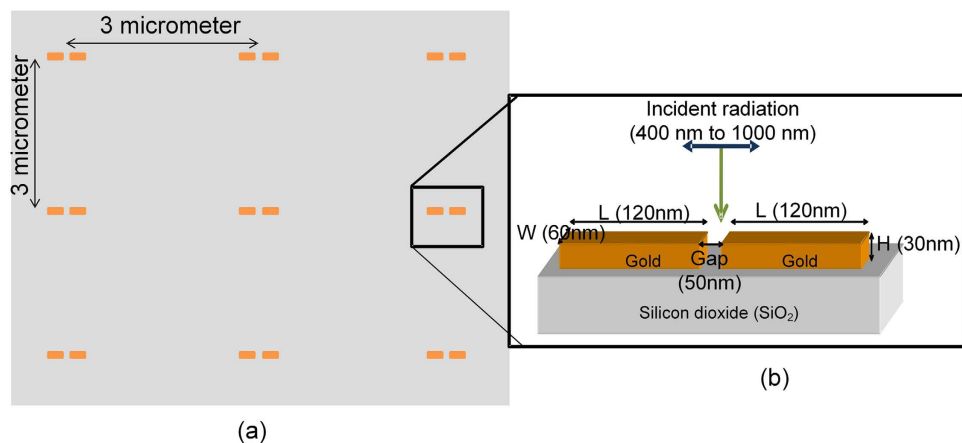 3 micrometer
3 micrometer
(a)
Incident radiation
(400 nm to 1000 nm)
L (120nm)
L (120nm)
W (60nm)
H (30nm)
Gold
Gap
Gold
(50nm)
Silicon dioxide (SiO₂)
(b)